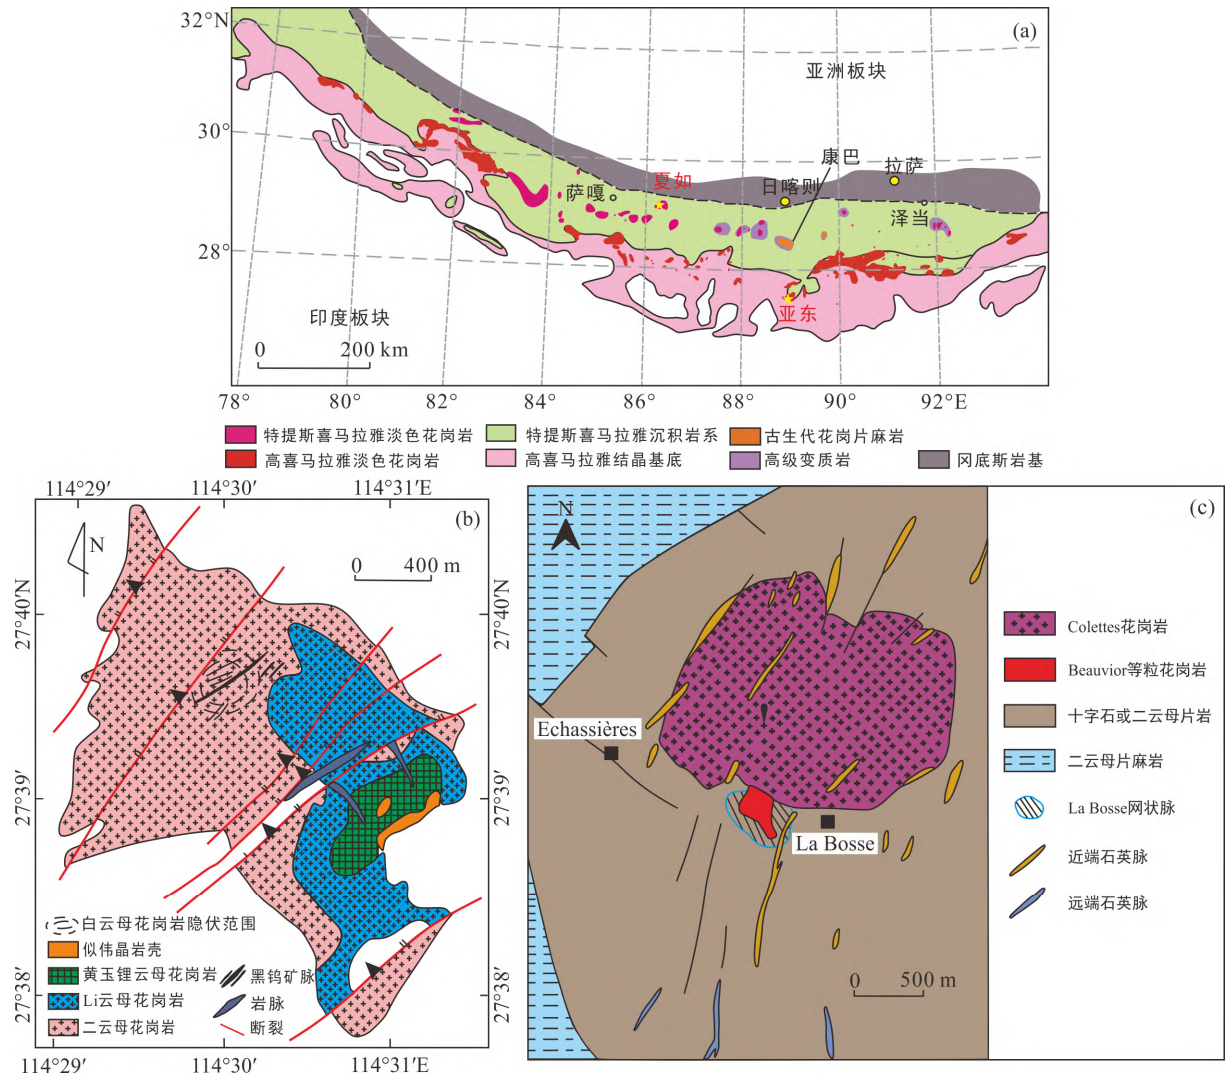 (a)
32°N
30°
28°
亚洲板块
康巴
拉萨
日喀则
夏如
萨嘎
泽当
亚东
印度板块
0 200 km
78° 80° 82° 84° 86° 88° 90° 92°E
特提斯喜马拉雅淡色花岗岩
特提斯喜马拉雅沉积岩系
古生代花岗片麻岩
高喜马拉雅淡色花岗岩
高喜马拉雅结晶基底
高级变质岩
冈底斯岩基
114°29′ 114°30′ 114°31′E
(b)
N
0 400 m
27°40′N
27°39′
27°38′
27°40′N
27°39′
27°38′
白云母花岗岩隐伏范围
似伟晶岩壳
黄玉锂云母花岗岩
黑钨矿脉
Li云母花岗岩
岩脉
二云母花岗岩
断裂
114°29′ 114°30′ 114°31′E
(c)
N
Echassières
La Bosse
0 500 m
Colettes花岗岩
Beauvior等粒花岗岩
十字石或二云母片岩
二云母片麻岩
La Bosse网状脉
近端石英脉
远端石英脉